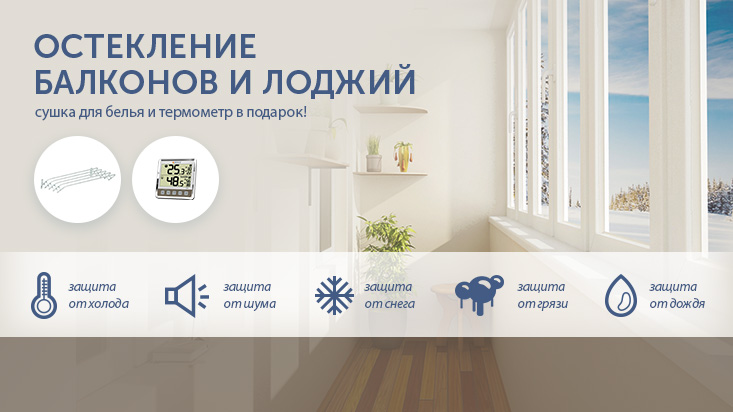 ОСТЕКЛЕНИЕ
БАЛКОНОВ И ЛОДЖИЙ
сушка для белья и термометр в подарок!
защита
от холода
защита
от шума
защита
от снега
защита
от грязи
защита
от дождя